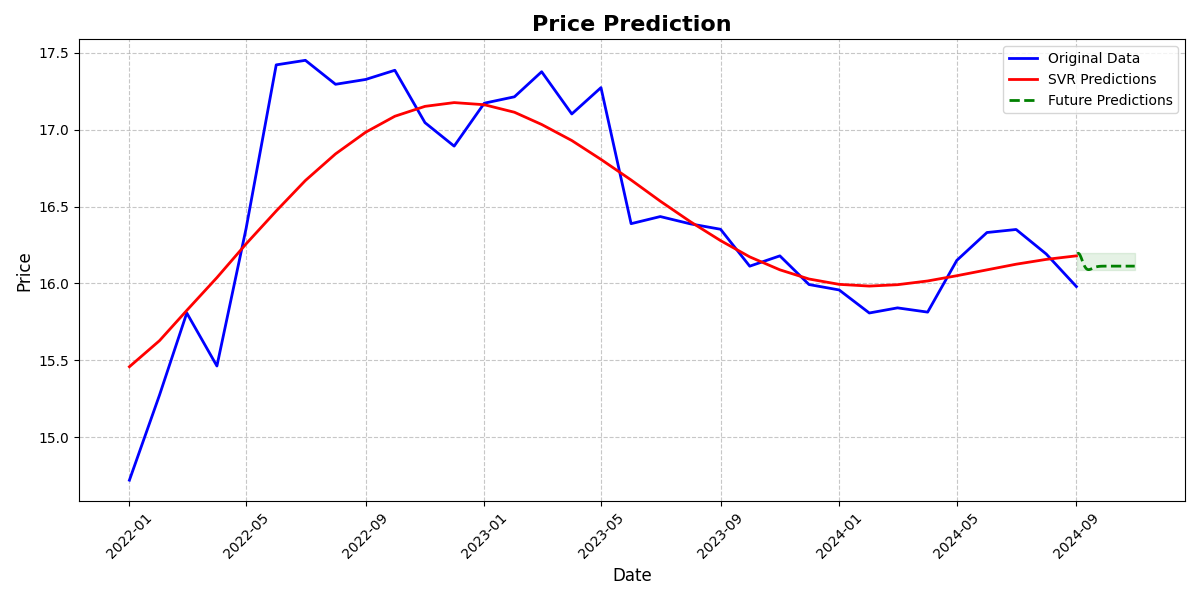 Price Prediction
Original Data
SVR Predictions
Future Predictions
Price
17.5
17.0
16.5
16.0
15.5
15.0
2022-01
2022-05
2022-09
2023-01
2023-05
2023-09
2024-01
2024-05
2024-09
Date